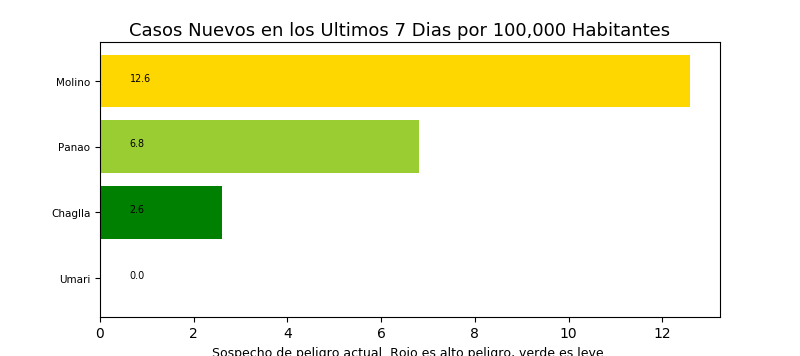 Casos Nuevos en los Ultimos 7 Dias por 100,000 Habitantes
Molino 12.6
Panao 6.8
Chaglla 2.6
Umari 0.0
0 2 4 6 8 10 12
Sospecho de peligro actual. Rojo es alto peligro, verde es leve